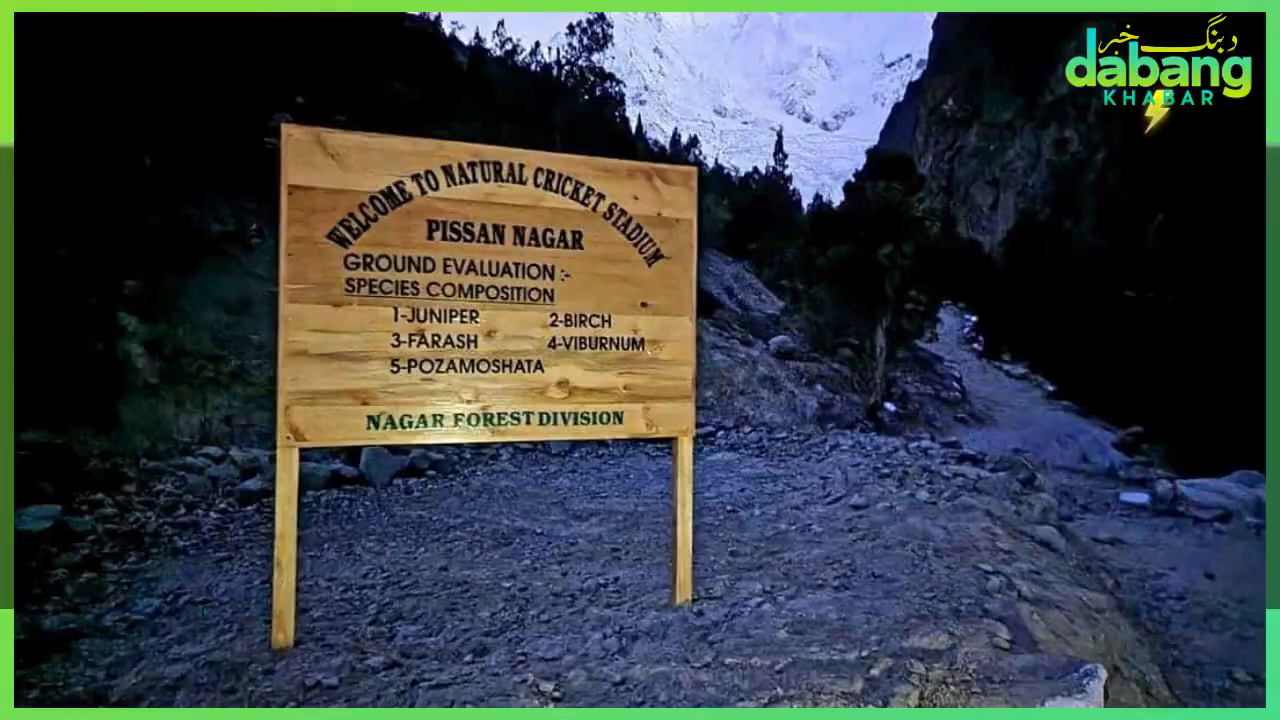 دبنگ خبر
dabang
KHABAR
WELCOME TO NATURAL CRICKET STADIUM
PISSAN NAGAR
GROUND EVALUATION :-
SPECIES COMPOSITION
1-JUNIPER 2-BIRCH
3-FARASH 4-VIBURNUM
5-POZAMOSHATA
NAGAR FOREST DIVISION